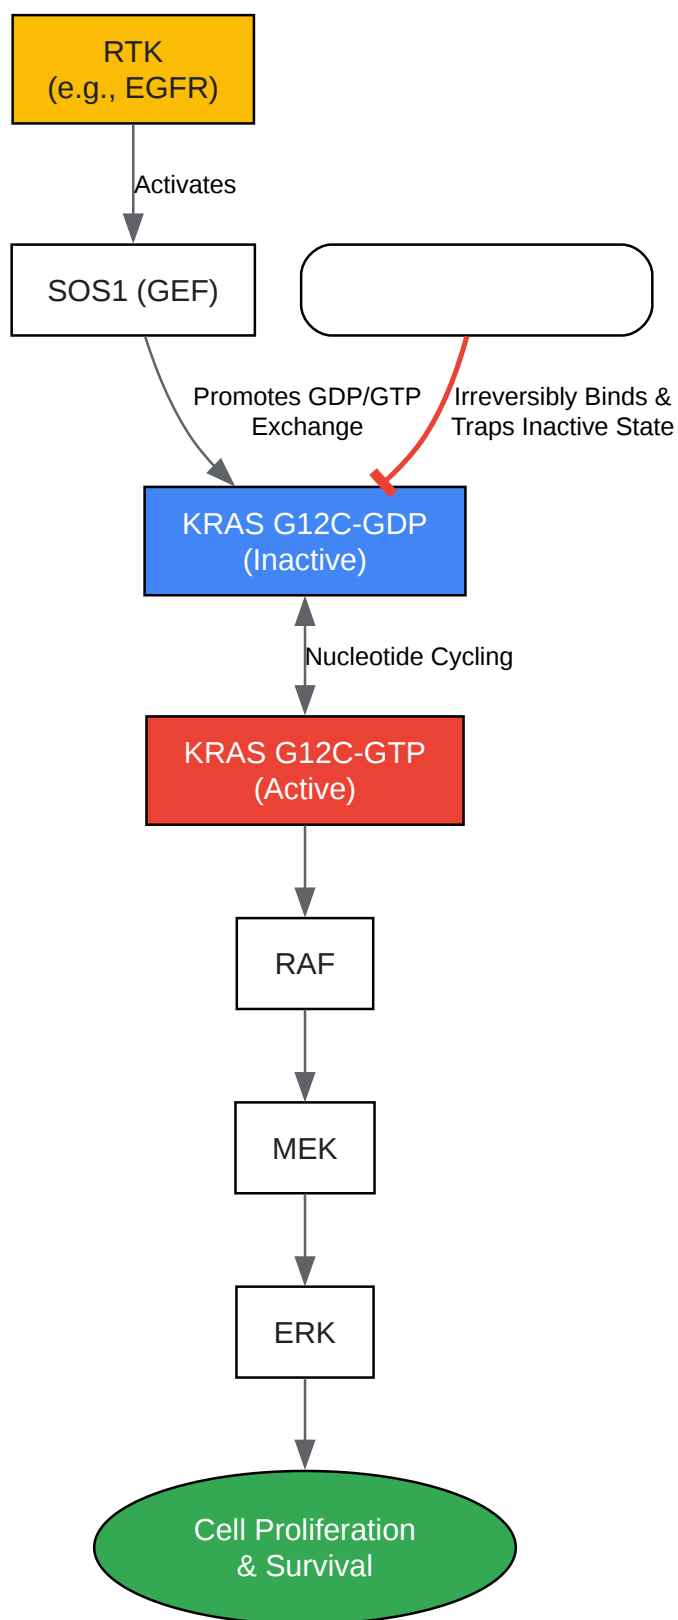 RTK
(e.g., EGFR)
Activates
SOS1 (GEF)
Promotes GDP/GTP
Exchange
Irreversibly Binds &
Traps Inactive State
KRAS G12C-GDP
(Inactive)
Nucleotide Cycling
KRAS G12C-GTP
(Active)
RAF
MEK
ERK
Cell Proliferation
& Survival